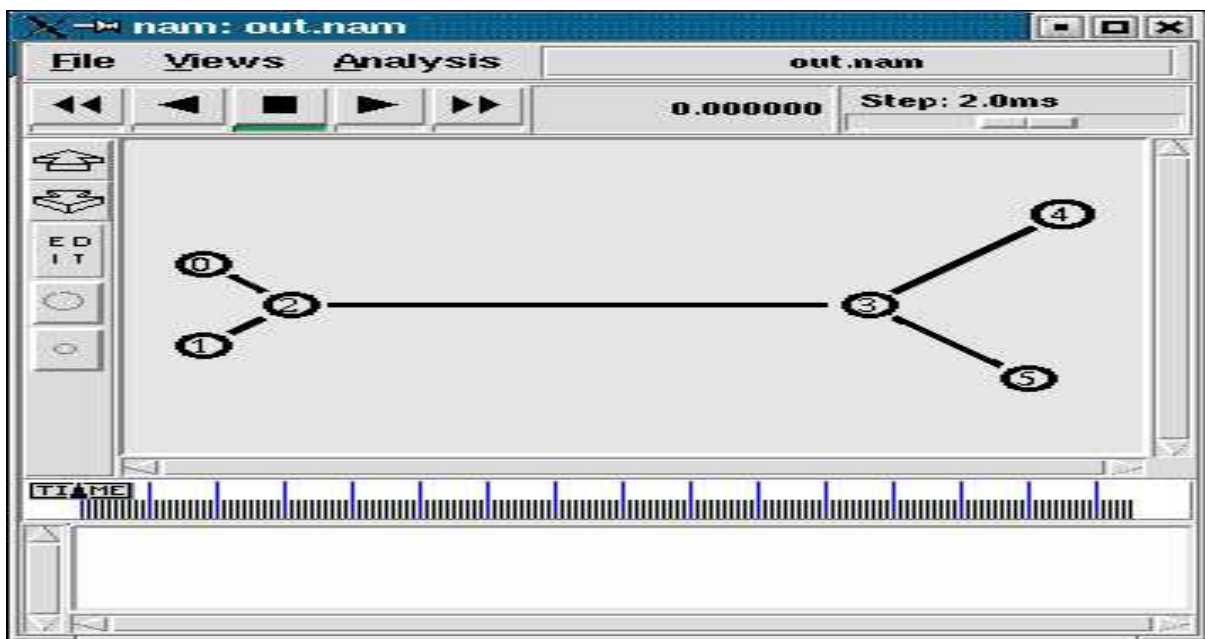 nam: out.nam
File Views Analysis out.nam
0.000000 Step: 2.0ms
E D
I T
4
0
2 3
1
5
TIME